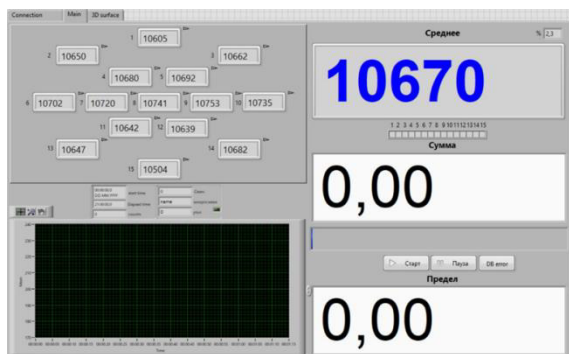 Connection Main 3D surface
1 10605
2 10650 3 10662
4 10680 5 10692
6 10702 7 10720 8 10741 9 10753 10 10735
11 10642 12 10639
13 10647 14 10682
15 10504
name
Time
Среднее % 2,3
10670
1 2 3 4 5 6 7 8 9 10 11 12 13 14 15
Сумма
0,00
Старт Пауза DB error
Предел
0,00